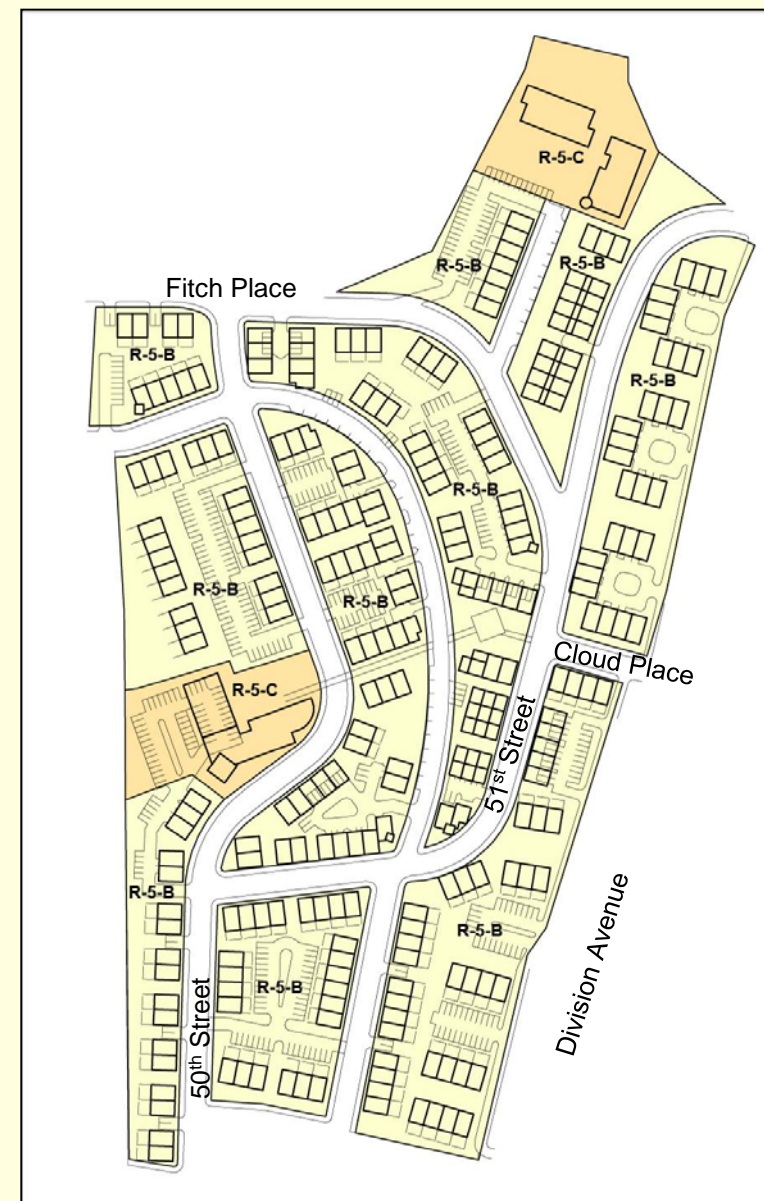 R-5-C
R-5-B
R-5-B
Fitch Place
R-5-B
R-5-B
R-5-B
R-5-B
R-5-B
Cloud Place
R-5-C
51st Street
R-5-B
R-5-B
Division Avenue
R-5-B
50th Street